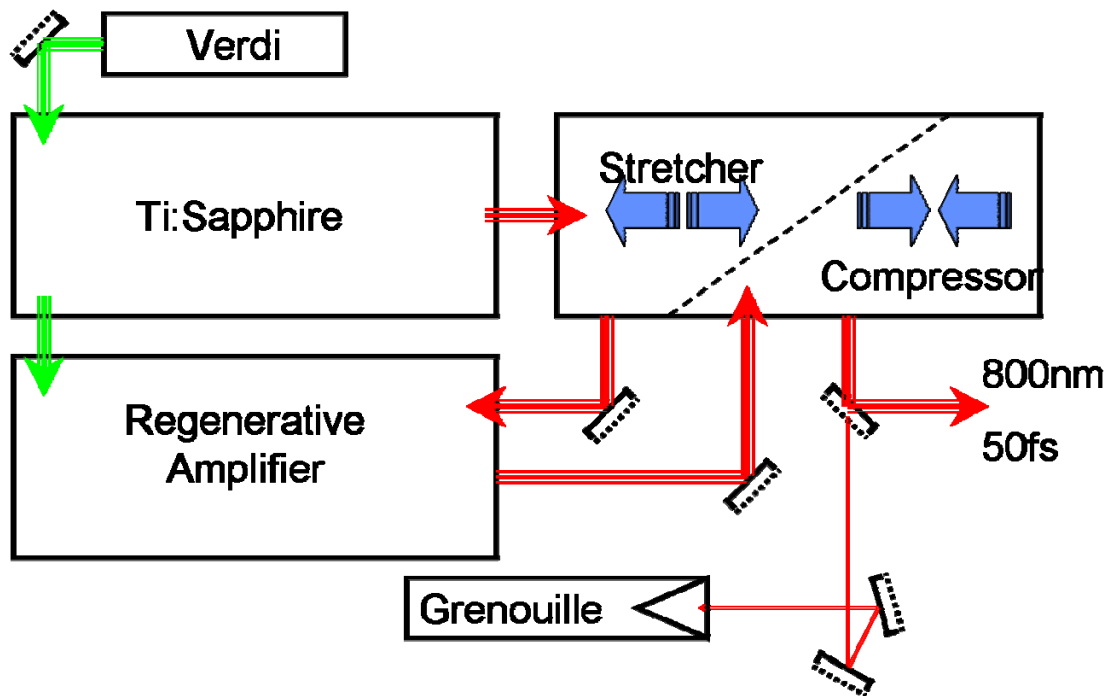 Verdi
Ti:Sapphire
Stretcher
Compressor
Regenerative
Amplifier
800nm
50fs
Grenouille